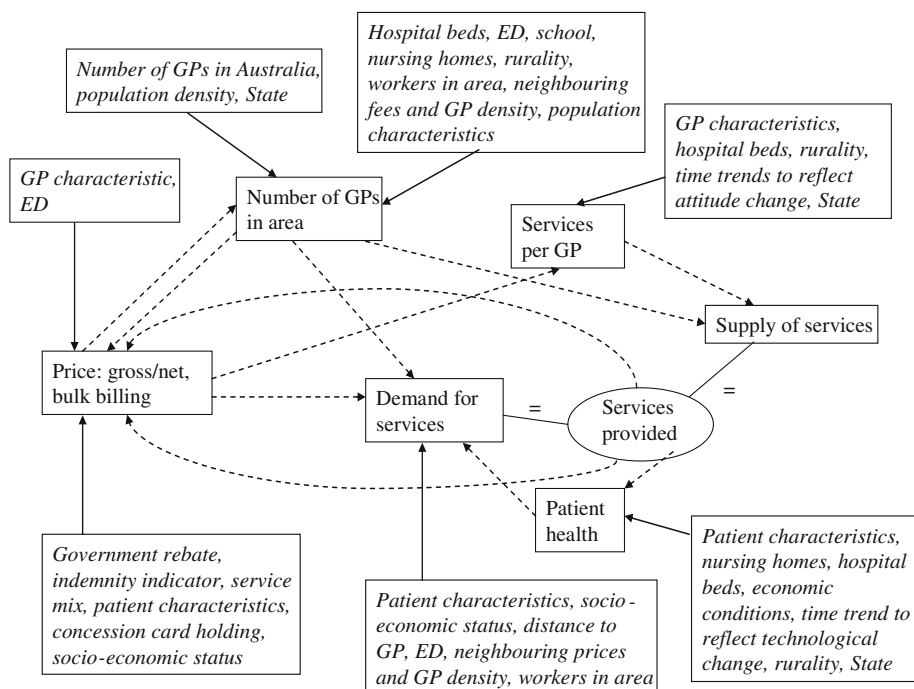 Number of GPs in Australia,
population density, State
Hospital beds, ED, school,
nursing homes, rurality,
workers in area, neighbouring
fees and GP density, population
characteristics
GP characteristics,
hospital beds, rurality,
time trends to reflect
attitude change, State
GP characteristic,
ED
Number of GPs
in area
Services
per GP
Supply of services
Price: gross/net,
bulk billing
Demand for
services
=
Services
provided
=
Patient
health
Government rebate,
indemnity indicator, service
mix, patient characteristics,
concession card holding,
socio-economic status
Patient characteristics, socio-
economic status, distance to
GP, ED, neighbouring prices
and GP density, workers in area
Patient characteristics,
nursing homes, hospital
beds, economic
conditions, time trend to
reflect technological
change, rurality, State